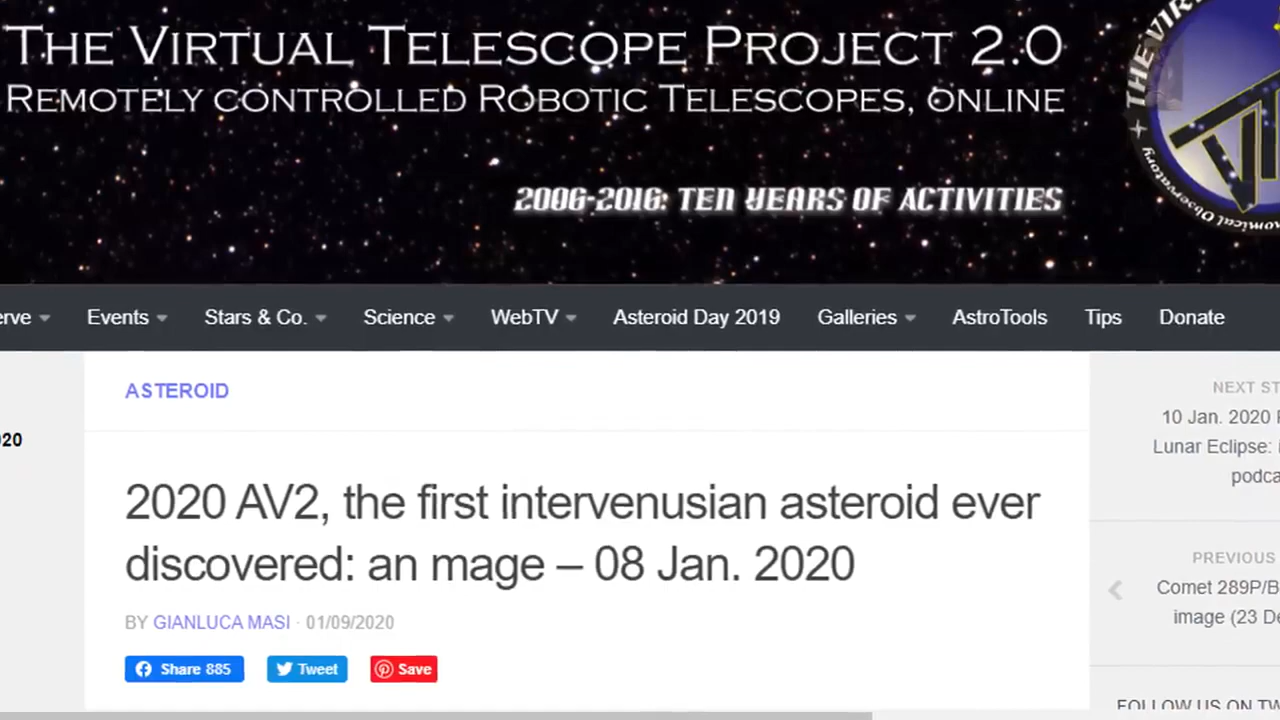 THE VIRTUAL TELESCOPE PROJECT 2.0
REMOTELY CONTROLLED ROBOTIC TELESCOPES, ONLINE
2006-2016: TEN YEARS OF ACTIVITIES
Events
Stars & Co.
Science
WebTV
Asteroid Day 2019
Galleries
AstroTools
Tips
Donate
ASTEROID
2020 AV2, the first intervenusian asteroid ever
discovered: an mage – 08 Jan. 2020
BY GIANLUCA MASI · 01/09/2020
Share 885
Tweet
Save
NEXT
10 Jan. 2020
Lunar Eclipse:
PREVIOUS
Comet 289P/B
image (23
FOLLOW US ON